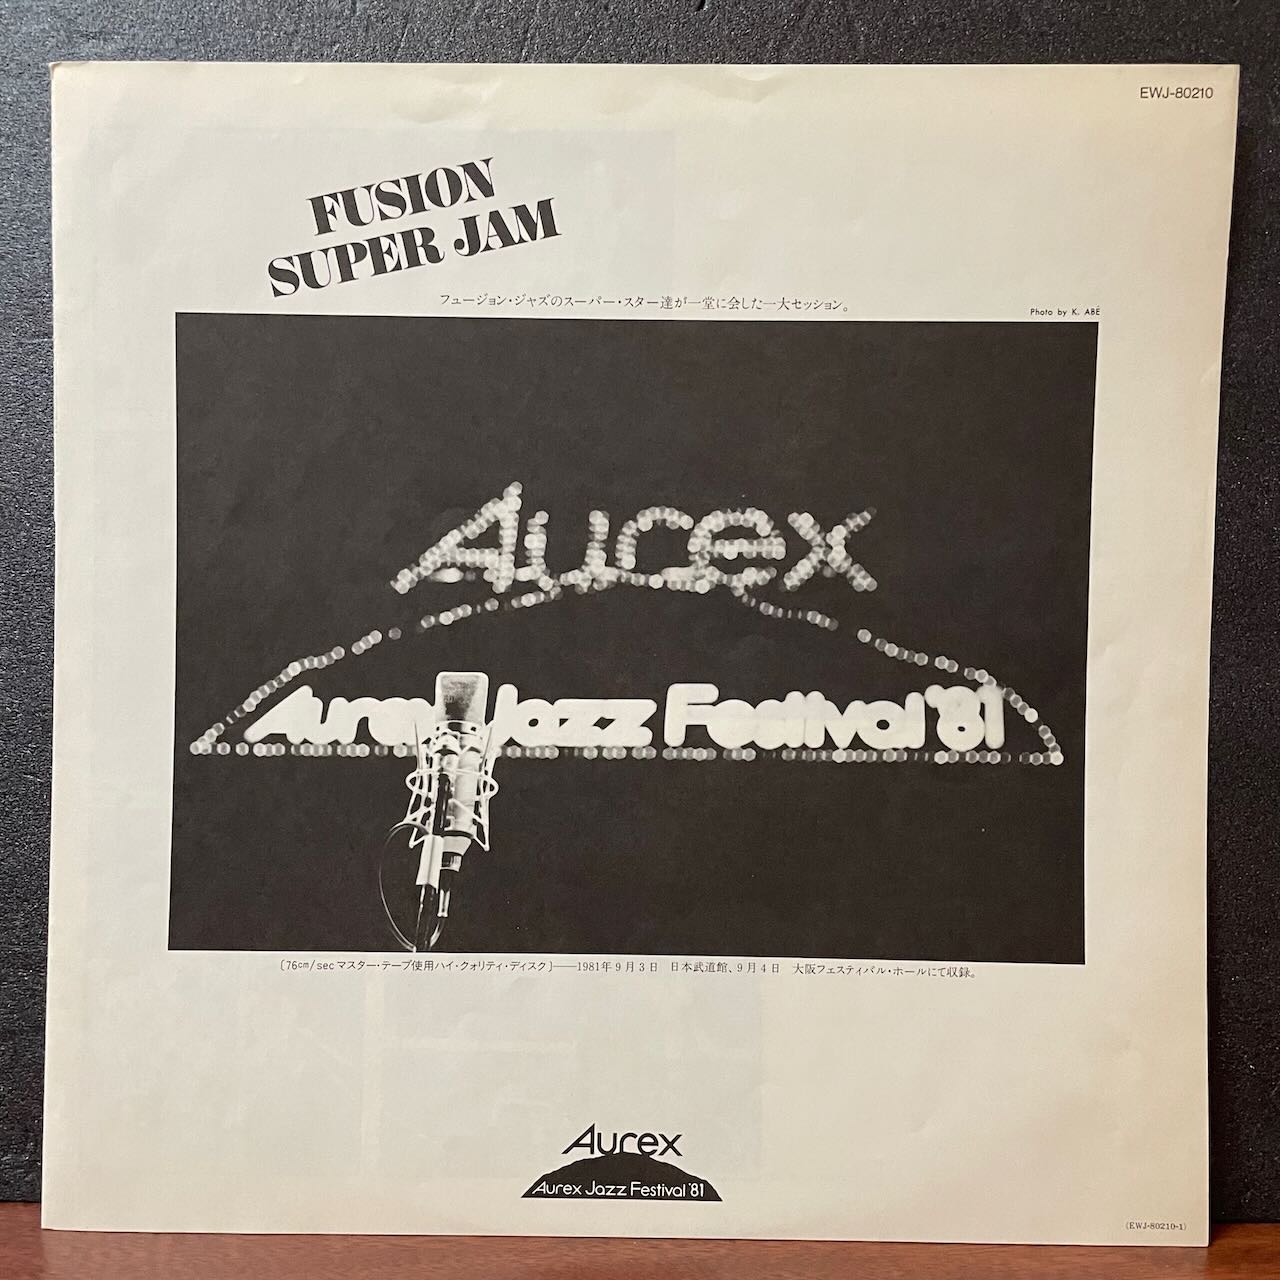 EWJ-80210
FUSION
SUPER JAM
フュージョン・ジャズのスーパー・スター達が一堂に会した一大セッション。
Photo by K. ABÉ
Aurex
Aurex Jazz Festival '81
〔76cm/secマスター・テープ使用ハイ・クォリティ・ディスク〕――1981年9月3日　日本武道館、9月4日　大阪フェスティバル・ホールにて収録。
Aurex
Aurex Jazz Festival '81
(EWJ-80210-1)